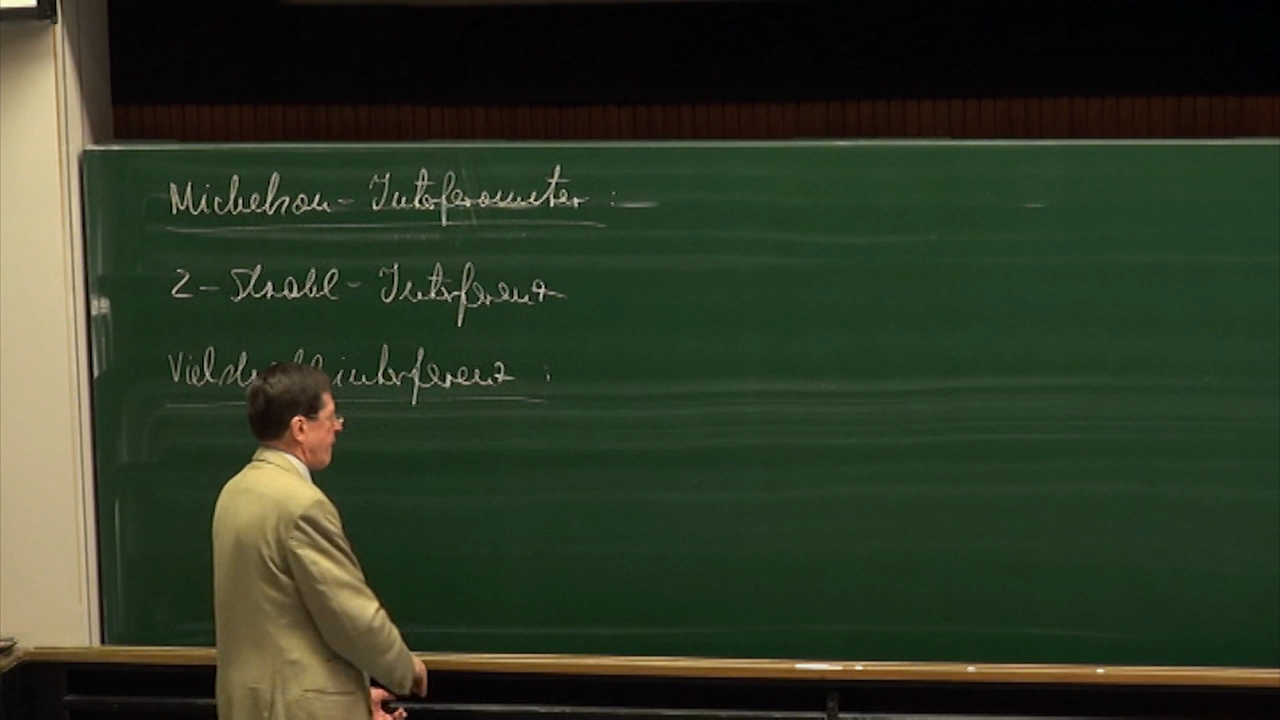 Michelson - Interferometer :
2 - Strahl - Interferenz
Vielstrahlinterferenz :